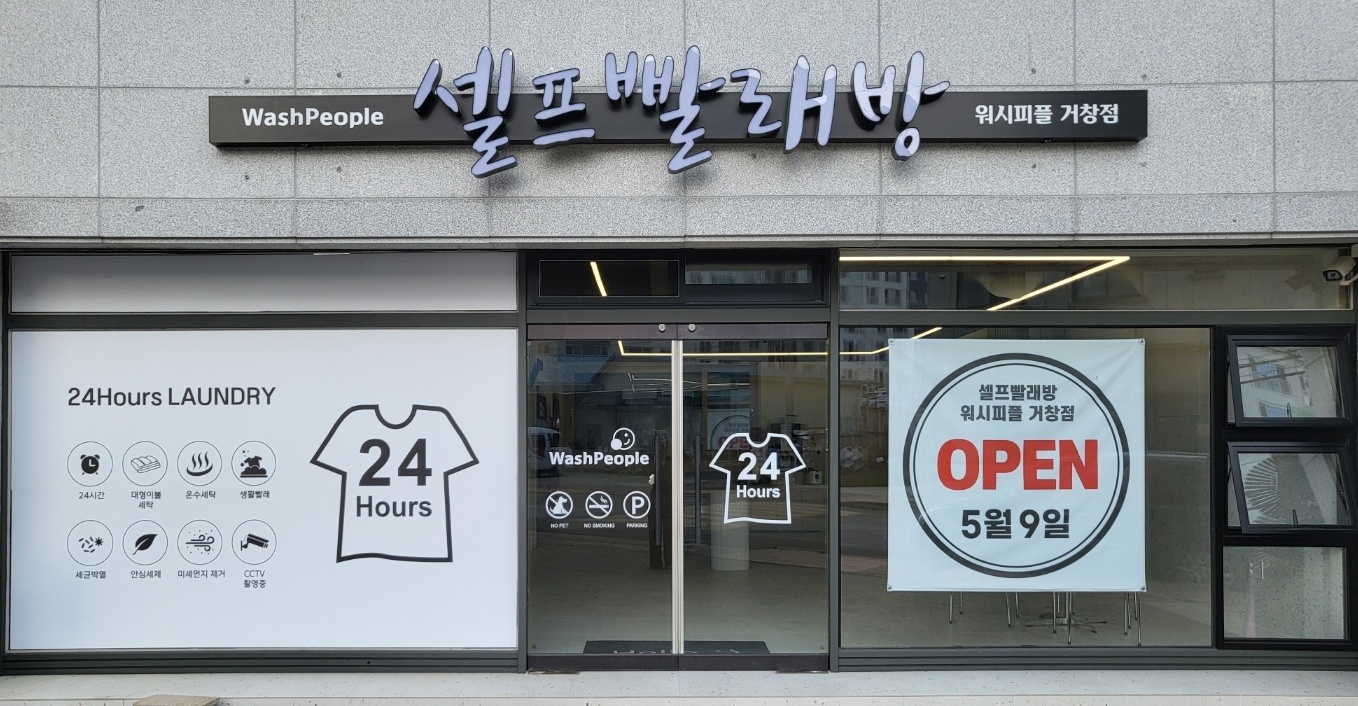 WashPeople
셀프빨래방
워시피플 거창점
24Hours LAUNDRY
24시간
대형이불
세탁
온수세탁
생활빨래
세균박멸
안심세제
미세먼지 제거
CCTV
촬영중
24
Hours
WashPeople
NO PET
NO SMOKING
P
PARKING
24
Hours
셀프빨래방
워시피플 거창점
OPEN
5월 9일